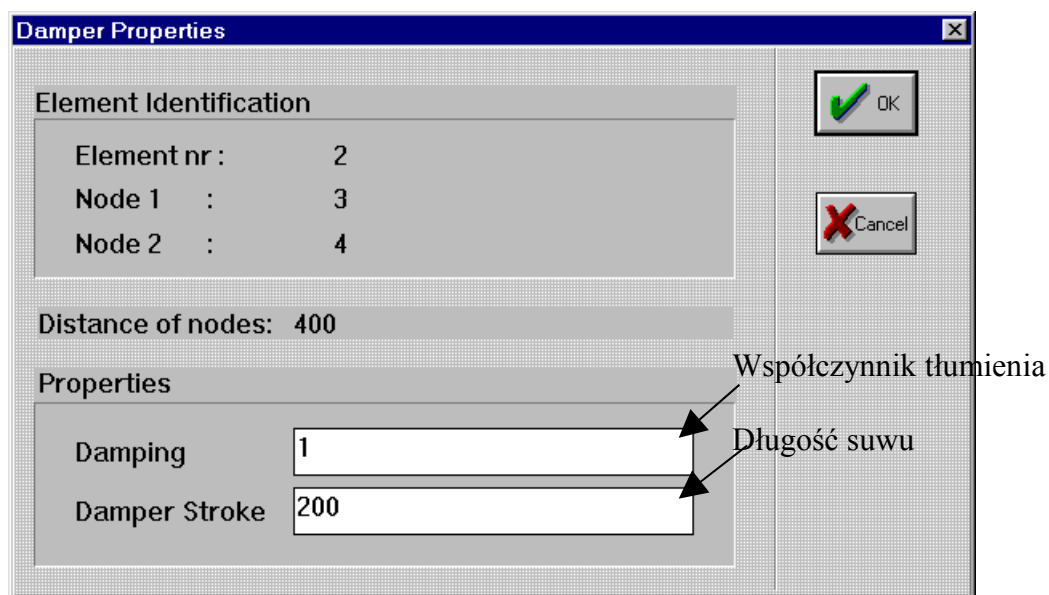 Damper Properties
Element Identification
OK
Element nr : 2
Node 1 : 3
Cancel
Node 2 : 4
Distance of nodes: 400
Współczynnik tłumienia
Properties
Długość suwu
Damping 1
Damper Stroke 200